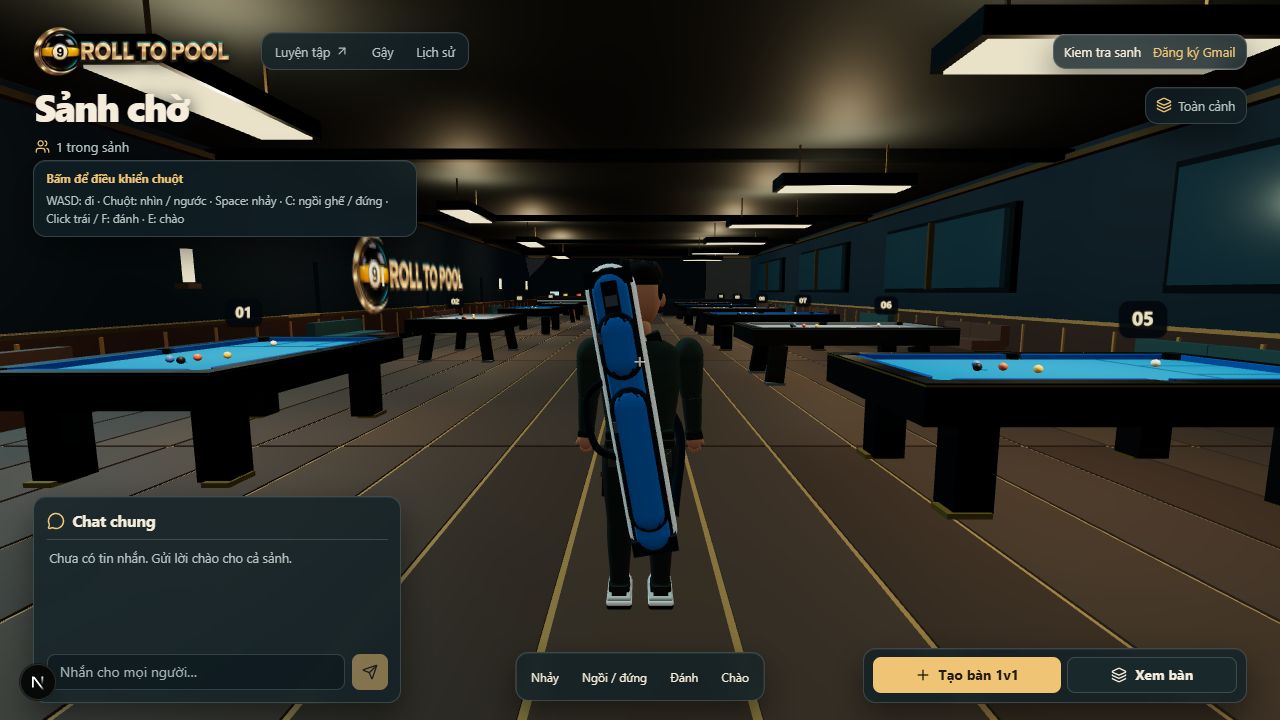 9 ROLL TO POOL
Luyện tập
Gậy
Lịch sử
Kiem tra sanh
Đăng ký Gmail
Sảnh chờ
Toàn cảnh
1 trong sảnh
Bấm để điều khiển chuột
WASD: đi · Chuột: nhìn / ngước · Space: nhảy · C: ngồi ghế / đứng ·
Click trái / F: đánh · E: chào
9 ROLL TO POOL
01
02
07
06
05
Chat chung
Chưa có tin nhắn. Gửi lời chào cho cả sảnh.
Nhắn cho mọi người...
N
Nhảy
Ngồi / đứng
Đánh
Chào
Tạo bàn 1v1
Xem bàn